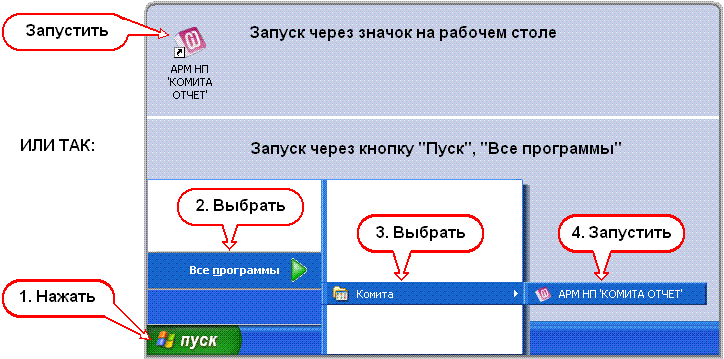 Запустить
Запуск через значок на рабочем столе
АРМ НП
'КОМИТА
ОТЧЕТ'
ИЛИ ТАК:
Запуск через кнопку "Пуск", "Все программы"
2. Выбрать
3. Выбрать
4. Запустить
Все программы
1. Нажать
Комита
АРМ НП 'КОМИТА ОТЧЕТ'
пуск